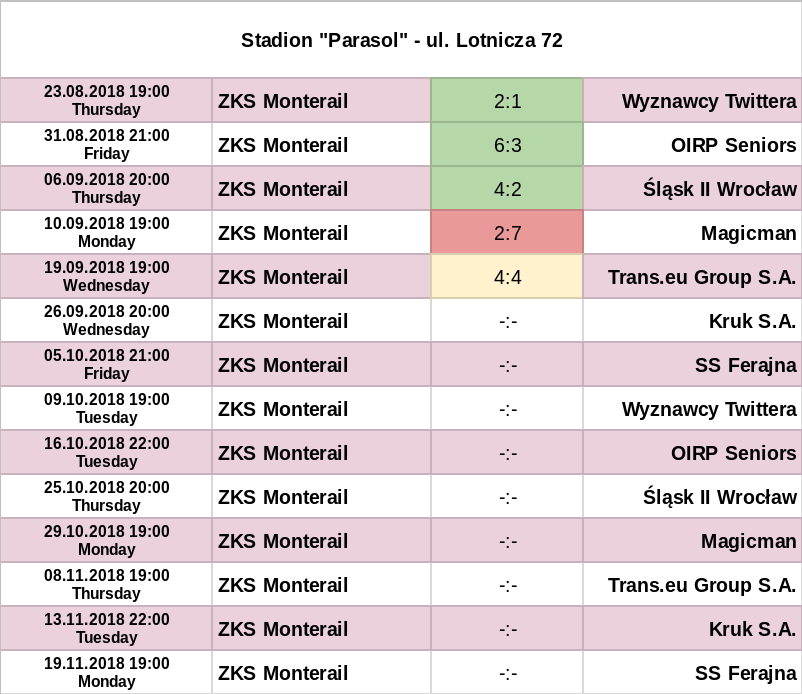 Stadion "Parasol" - ul. Lotnicza 72
23.08.2018 19:00
Thursday
ZKS Monterail
2:1
Wyznawcy Twittera
31.08.2018 21:00
Friday
ZKS Monterail
6:3
OIRP Seniors
06.09.2018 20:00
Thursday
ZKS Monterail
4:2
Śląsk II Wrocław
10.09.2018 19:00
Monday
ZKS Monterail
2:7
Magicman
19.09.2018 19:00
Wednesday
ZKS Monterail
4:4
Trans.eu Group S.A.
26.09.2018 20:00
Wednesday
ZKS Monterail
-:-
Kruk S.A.
05.10.2018 21:00
Friday
ZKS Monterail
-:-
SS Ferajna
09.10.2018 19:00
Tuesday
ZKS Monterail
-:-
Wyznawcy Twittera
16.10.2018 22:00
Tuesday
ZKS Monterail
-:-
OIRP Seniors
25.10.2018 20:00
Thursday
ZKS Monterail
-:-
Śląsk II Wrocław
29.10.2018 19:00
Monday
ZKS Monterail
-:-
Magicman
08.11.2018 19:00
Thursday
ZKS Monterail
-:-
Trans.eu Group S.A.
13.11.2018 22:00
Tuesday
ZKS Monterail
-:-
Kruk S.A.
19.11.2018 19:00
Monday
ZKS Monterail
-:-
SS Ferajna